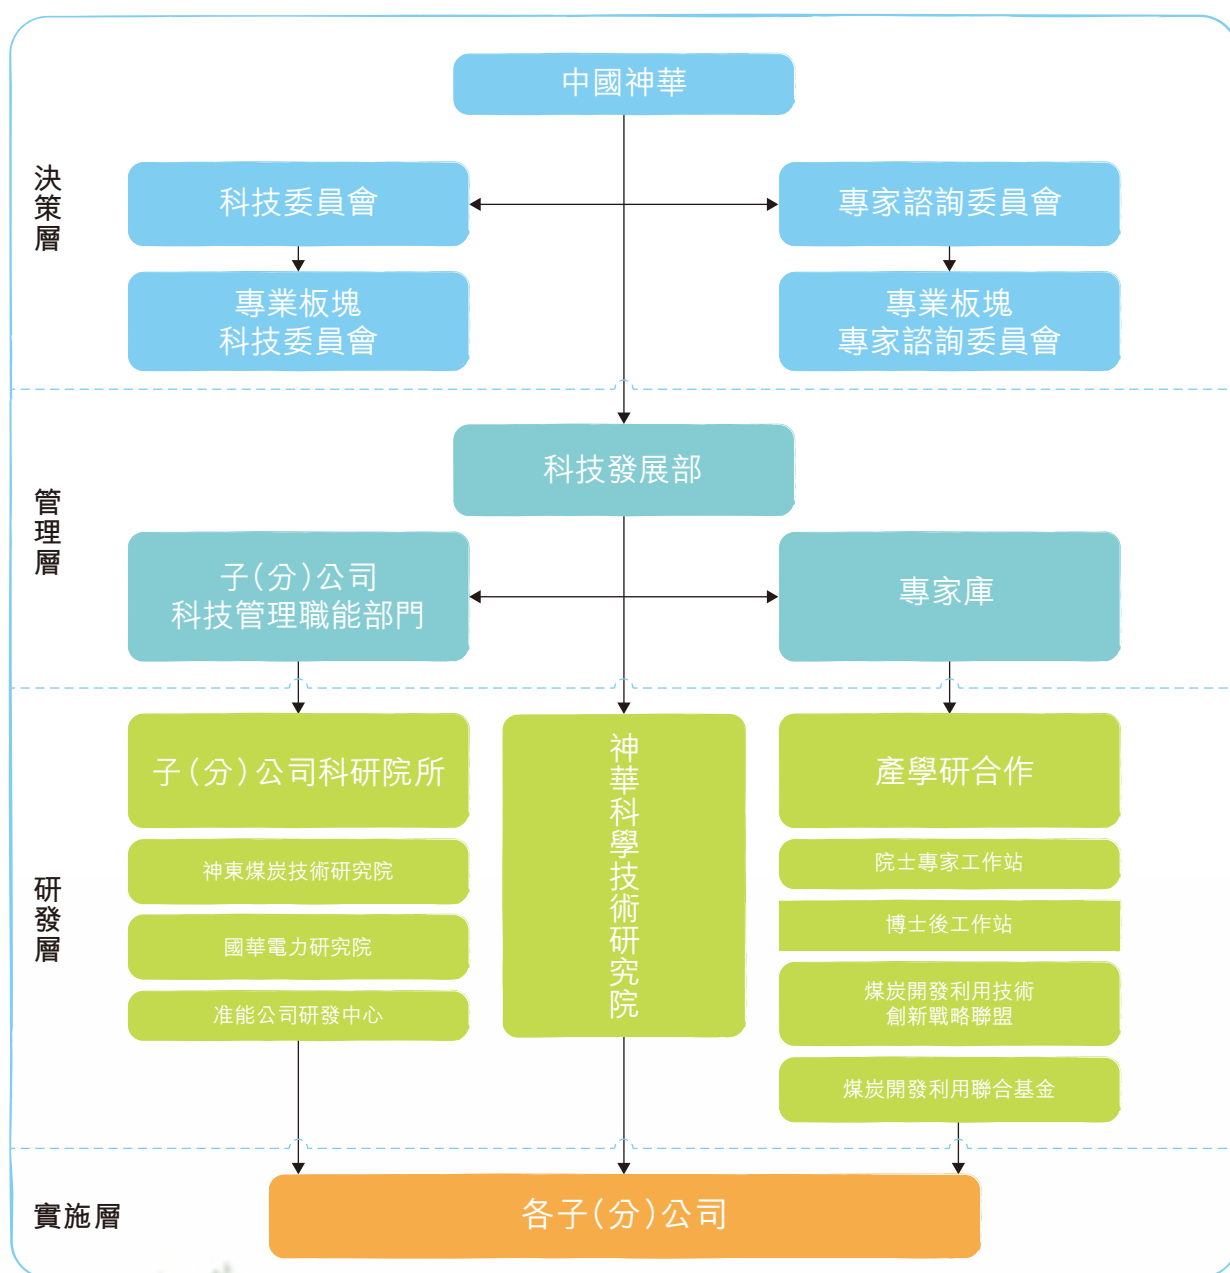 中國神華
決策層
科技委員會
專家諮詢委員會
專業板塊
科技委員會
專業板塊
專家諮詢委員會
管理層
科技發展部
子(分)公司
科技管理職能部門
專家庫
研發層
子(分)公司科研院所
神東煤炭技術研究院
國華電力研究院
准能公司研發中心
神華科學技術研究院
產學研合作
院士專家工作站
博士後工作站
煤炭開發利用技術
創新戰略聯盟
煤炭開發利用聯合基金
實施層
各子(分)公司